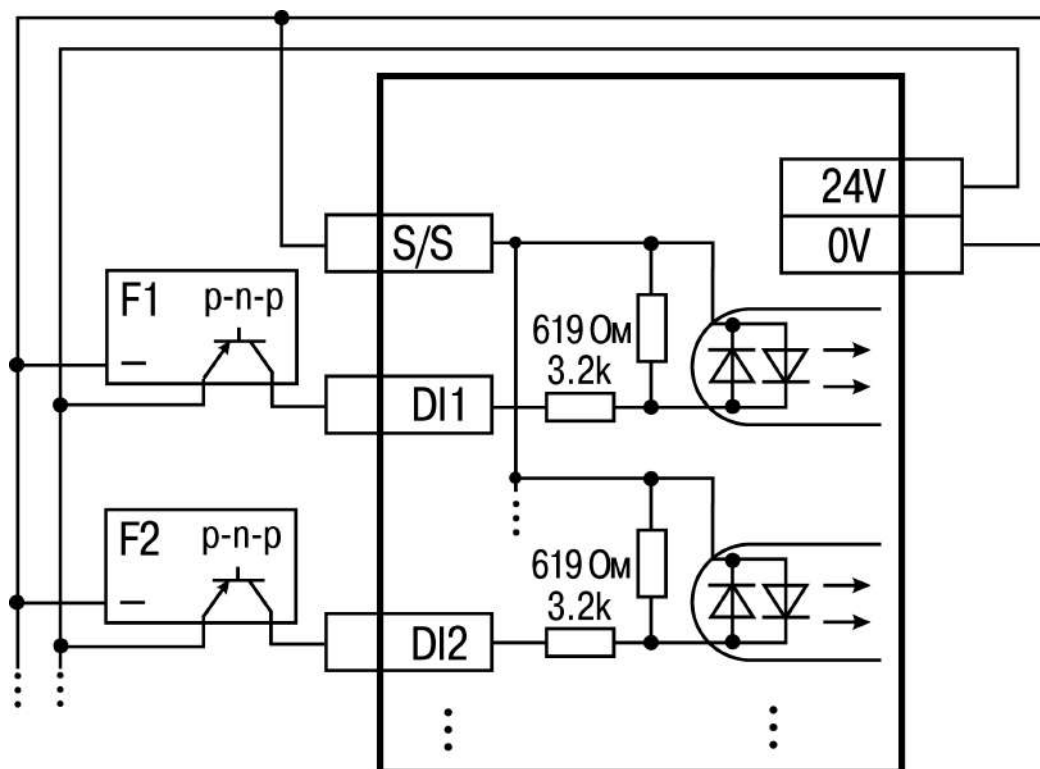 24V
S/S
0V
F1 p-n-p
–
619 Ом
3.2k
DI1
F2 p-n-p
–
619 Ом
3.2k
DI2